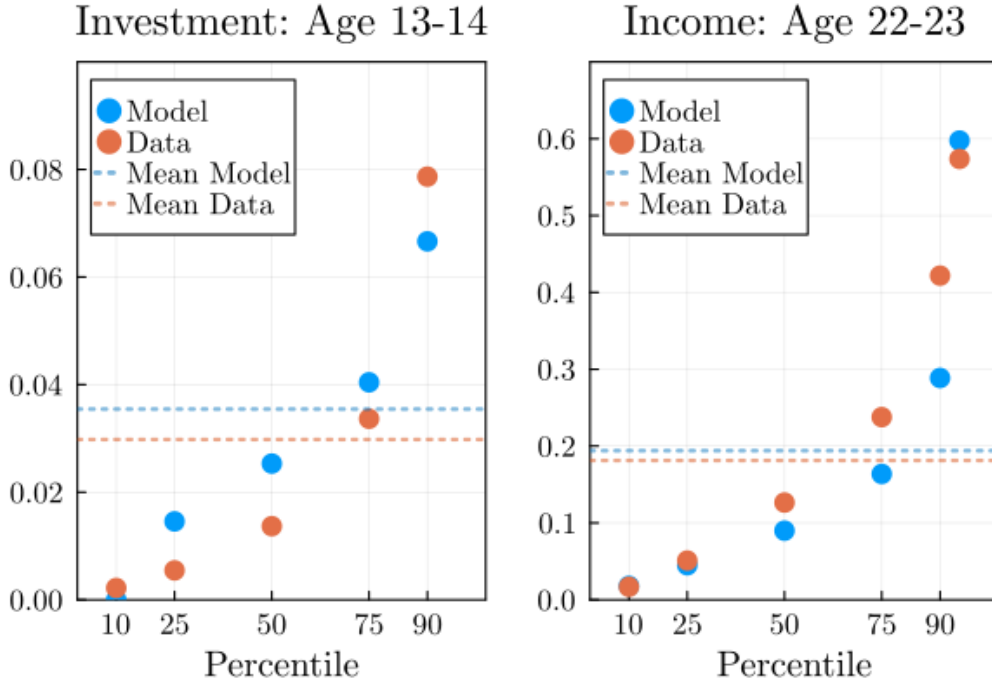 Investment: Age 13-14
Model
Data
Mean Model
Mean Data
0.08
0.06
0.04
0.02
0.00
10 25 50 75 90
Percentile
Income: Age 22-23
Model
Data
Mean Model
Mean Data
0.6
0.5
0.4
0.3
0.2
0.1
0.0
10 25 50 75 90
Percentile